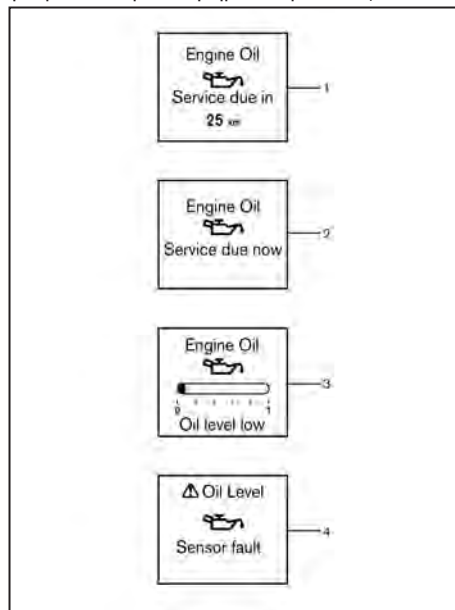 Engine Oil
Service due in
25 km
1
Engine Oil
Service due now
2
Engine Oil
0 1
Oil level low
3
⚠ Oil Level
Sensor fault
4